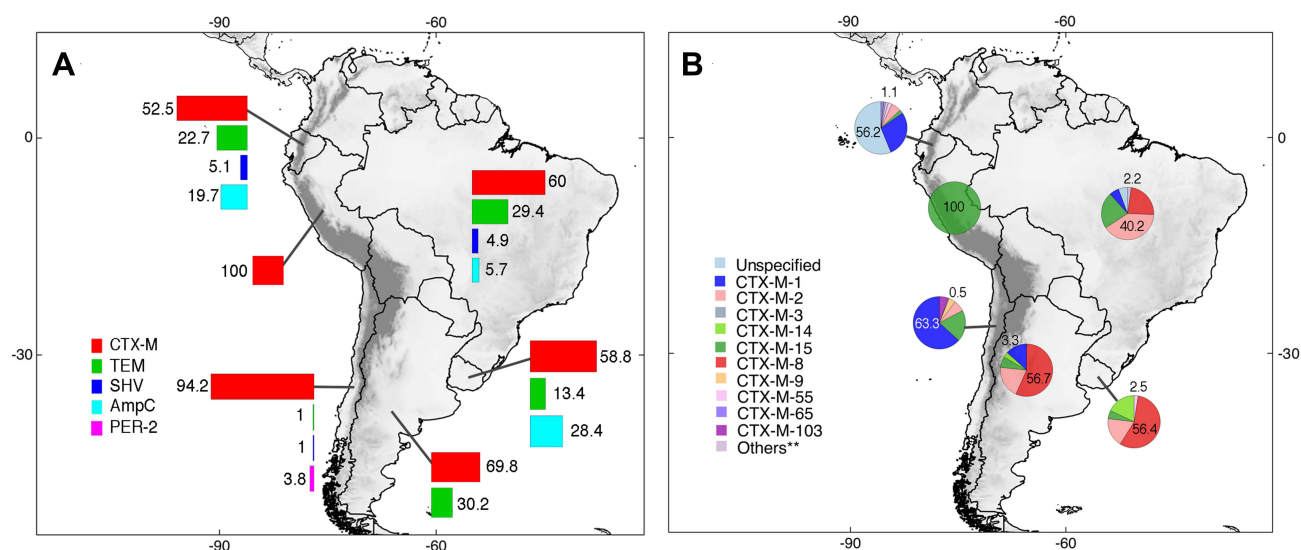 -90 -60
A
0
-30
-90 -60
52.5
22.7
5.1
19.7
100
60
29.4
4.9
5.7
94.2
1
1
3.8
58.8
13.4
28.4
69.8
30.2
CTX-M
TEM
SHV
AmpC
PER-2
-90 -60
B
0
-30
-90 -60
1.1
56.2
100
2.2
40.2
0.5
63.3
3.3
56.7
2.5
56.4
Unspecified
CTX-M-1
CTX-M-2
CTX-M-3
CTX-M-14
CTX-M-15
CTX-M-8
CTX-M-9
CTX-M-55
CTX-M-65
CTX-M-103
Others**